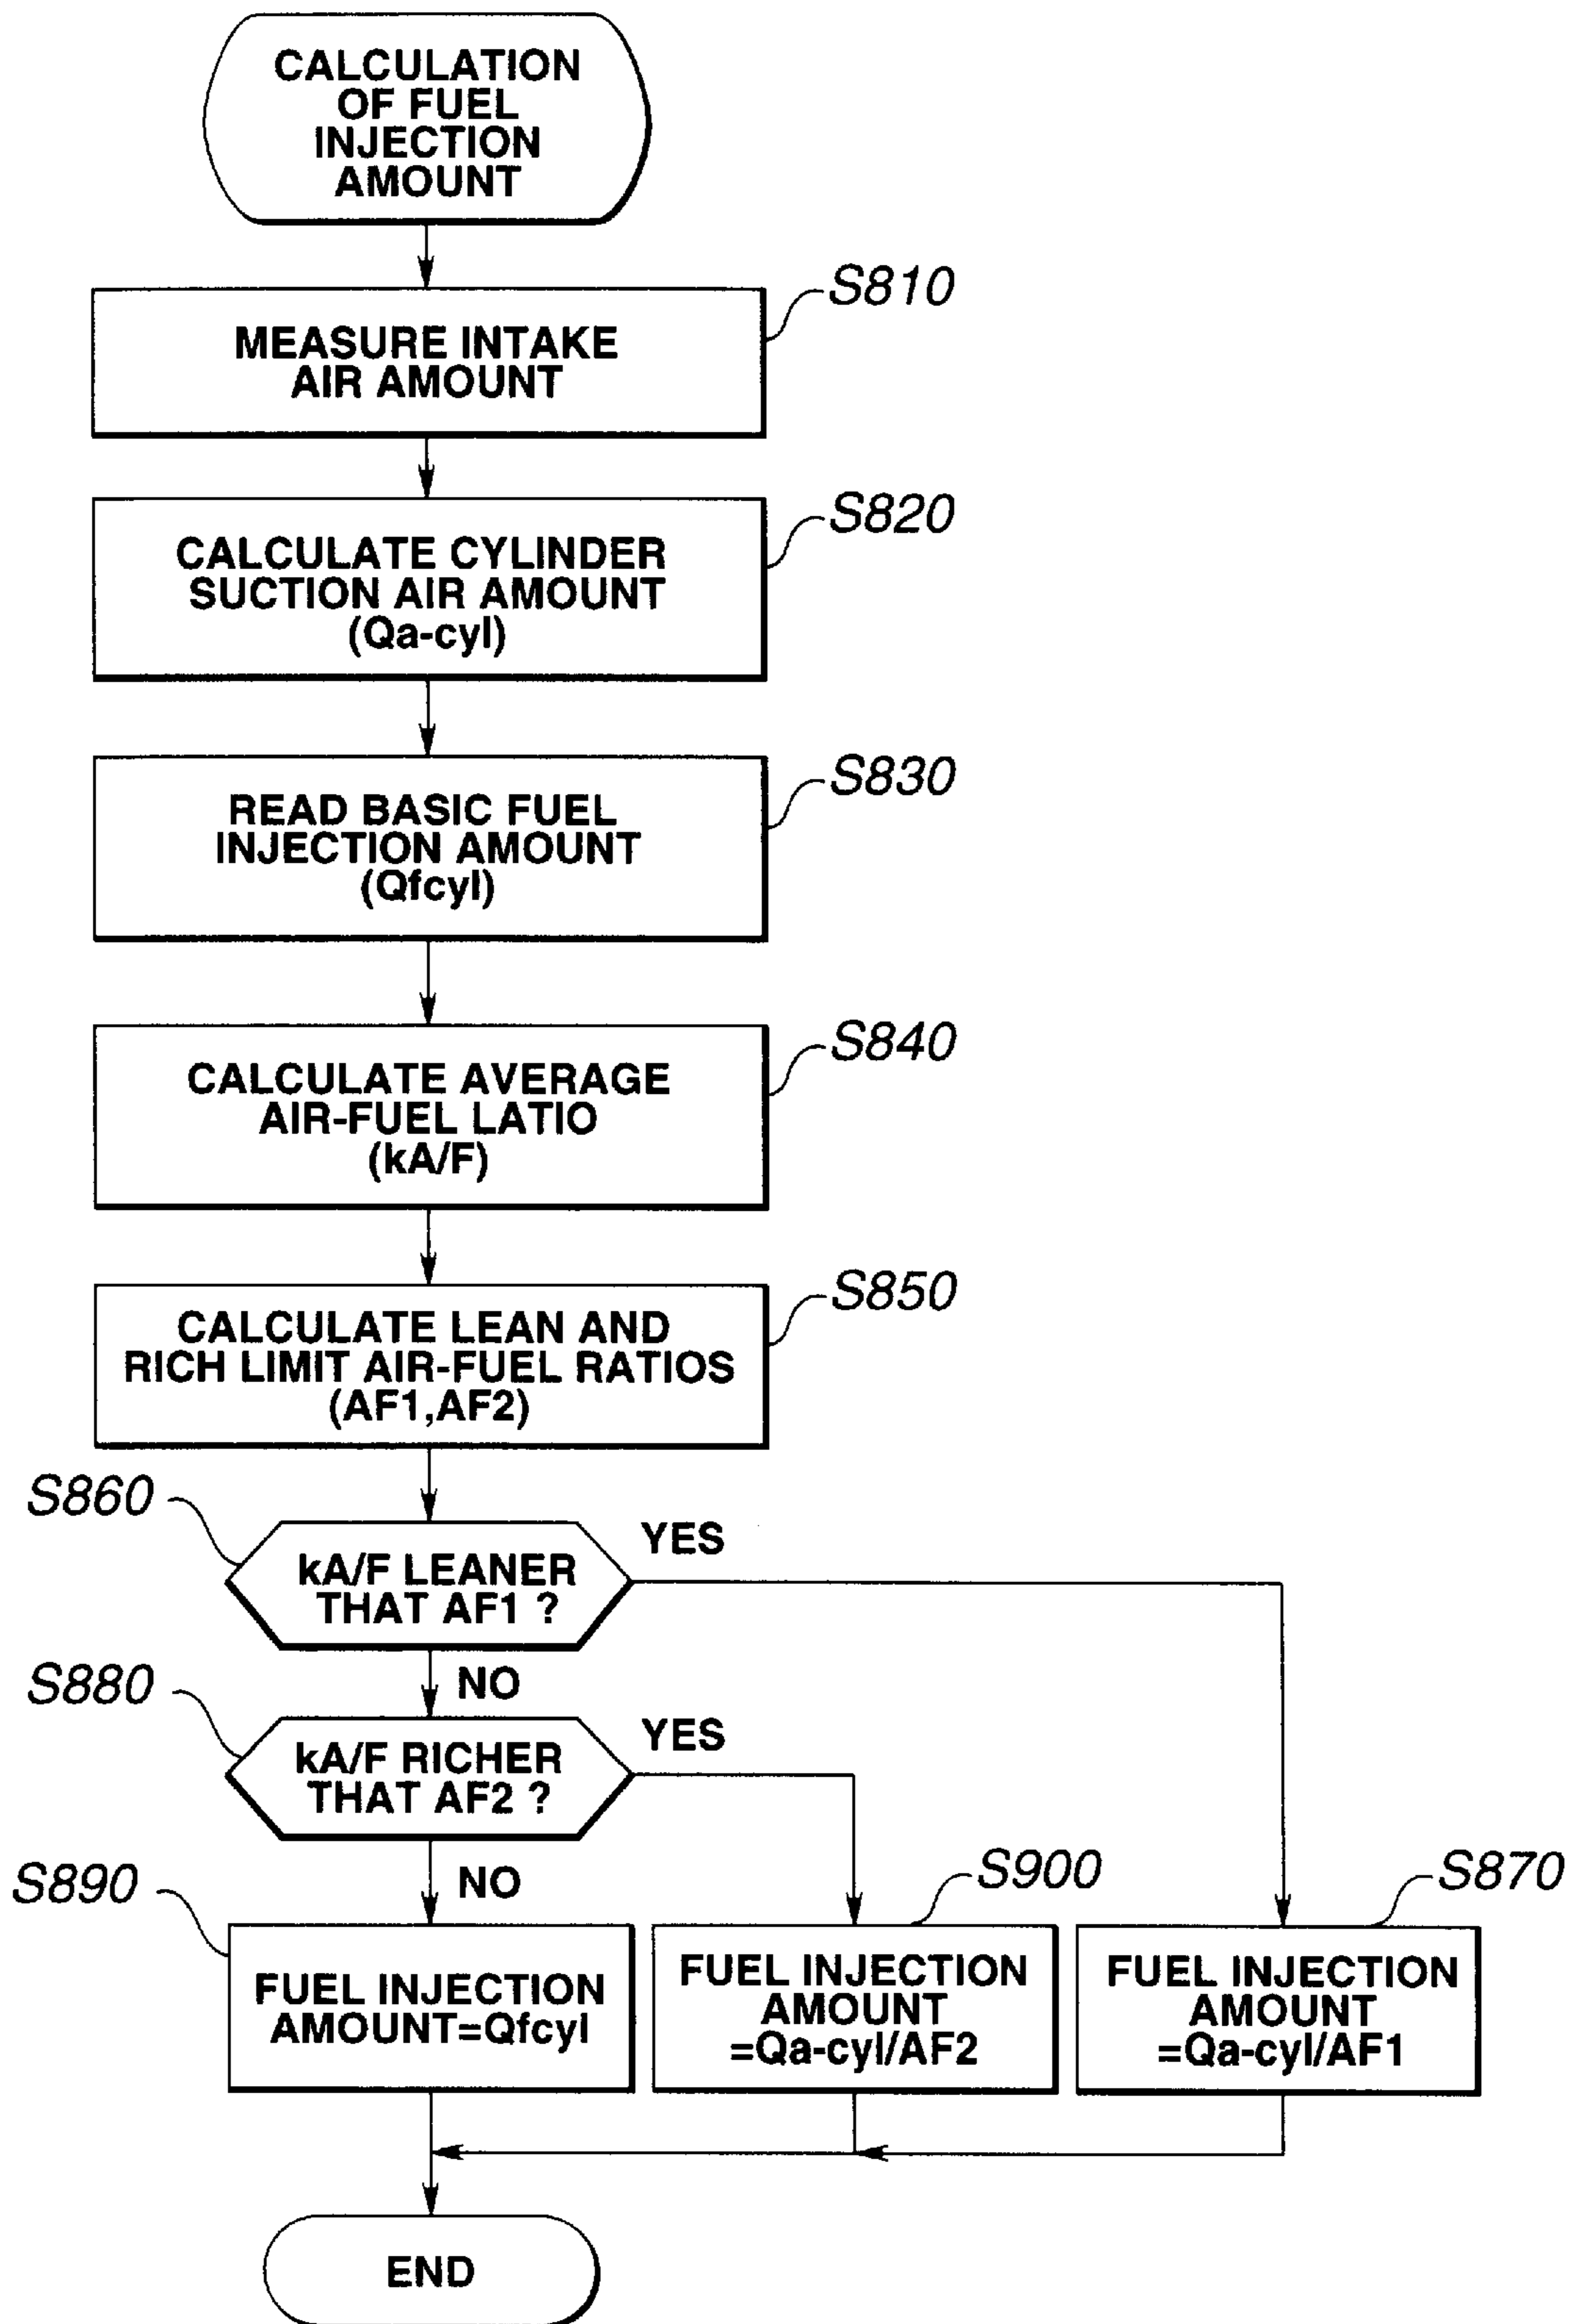 CALCULATION
OF FUEL
INJECTION
AMOUNT
S810
MEASURE INTAKE
AIR AMOUNT
S820
CALCULATE CYLINDER
SUCTION AIR AMOUNT
(Qa-cyl)
S830
READ BASIC FUEL
INJECTION AMOUNT
(Qfcyl)
S840
CALCULATE AVERAGE
AIR-FUEL LATIO
(kA/F)
S850
CALCULATE LEAN AND
RICH LIMIT AIR-FUEL RATIOS
(AF1,AF2)
S860
YES
kA/F LEANER
THAT AF1 ?
NO
S880
YES
kA/F RICHER
THAT AF2 ?
NO
S890
FUEL INJECTION
AMOUNT=Qfcyl
S900
FUEL INJECTION
AMOUNT
=Qa-cyl/AF2
S870
FUEL INJECTION
AMOUNT
=Qa-cyl/AF1
END